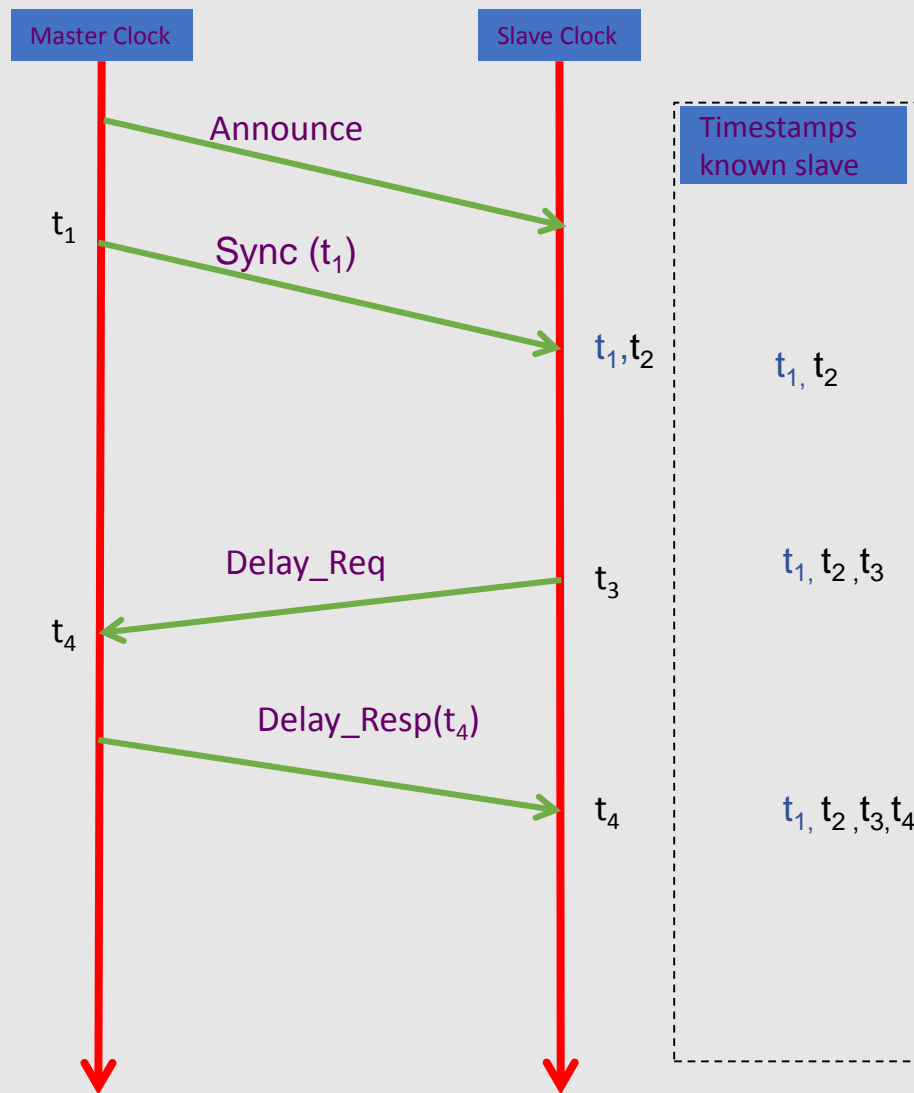 Master Clock
Slave Clock
Timestamps
known slave
Announce
t₁
Sync (t₁)
t₁,t₂
t₁, t₂
Delay_Req
t₃
t₁, t₂ ,t₃
t₄
Delay_Resp(t₄)
t₄
t₁, t₂ ,t₃,t₄